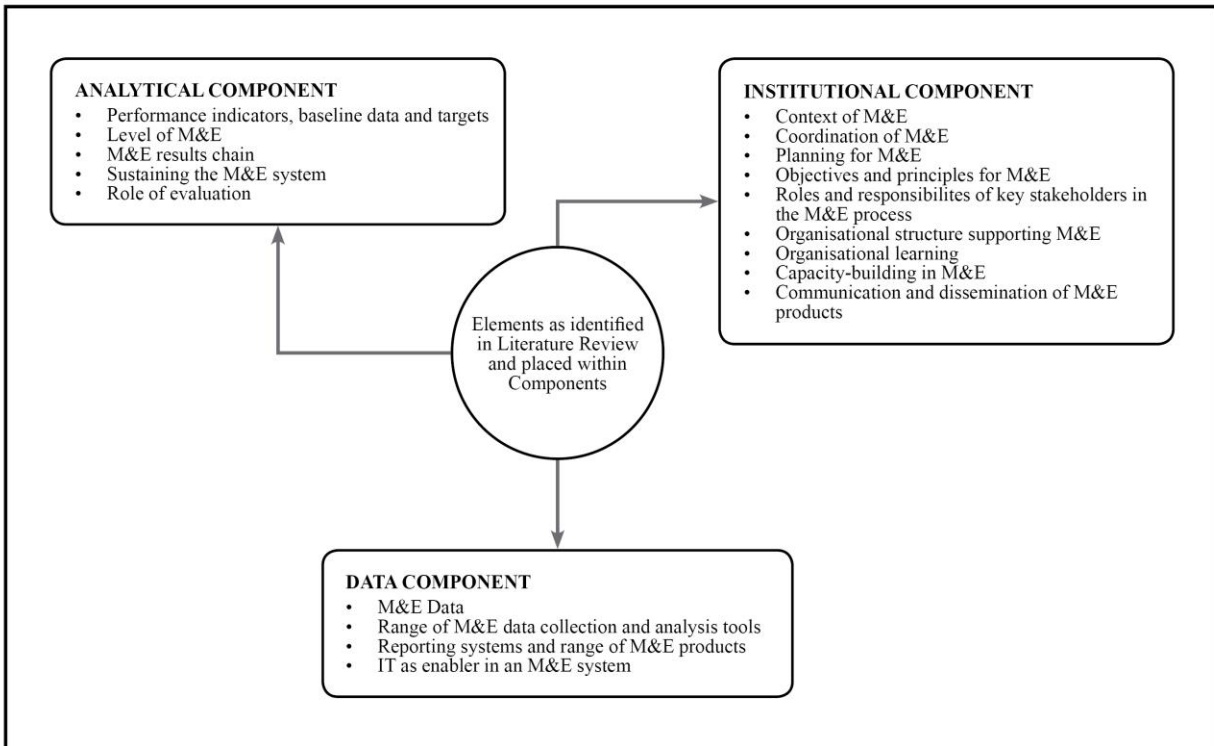 ANALYTICAL COMPONENT
• Performance indicators, baseline data and targets
• Level of M&E
• M&E results chain
• Sustaining the M&E system
• Role of evaluation
INSTITUTIONAL COMPONENT
• Context of M&E
• Coordination of M&E
• Planning for M&E
• Objectives and principles for M&E
• Roles and responsibilites of key stakeholders in
the M&E process
• Organisational structure supporting M&E
• Organisational learning
• Capacity-building in M&E
• Communication and dissemination of M&E
products
Elements as identified
in Literature Review
and placed within
Components
DATA COMPONENT
• M&E Data
• Range of M&E data collection and analysis tools
• Reporting systems and range of M&E products
• IT as enabler in an M&E system